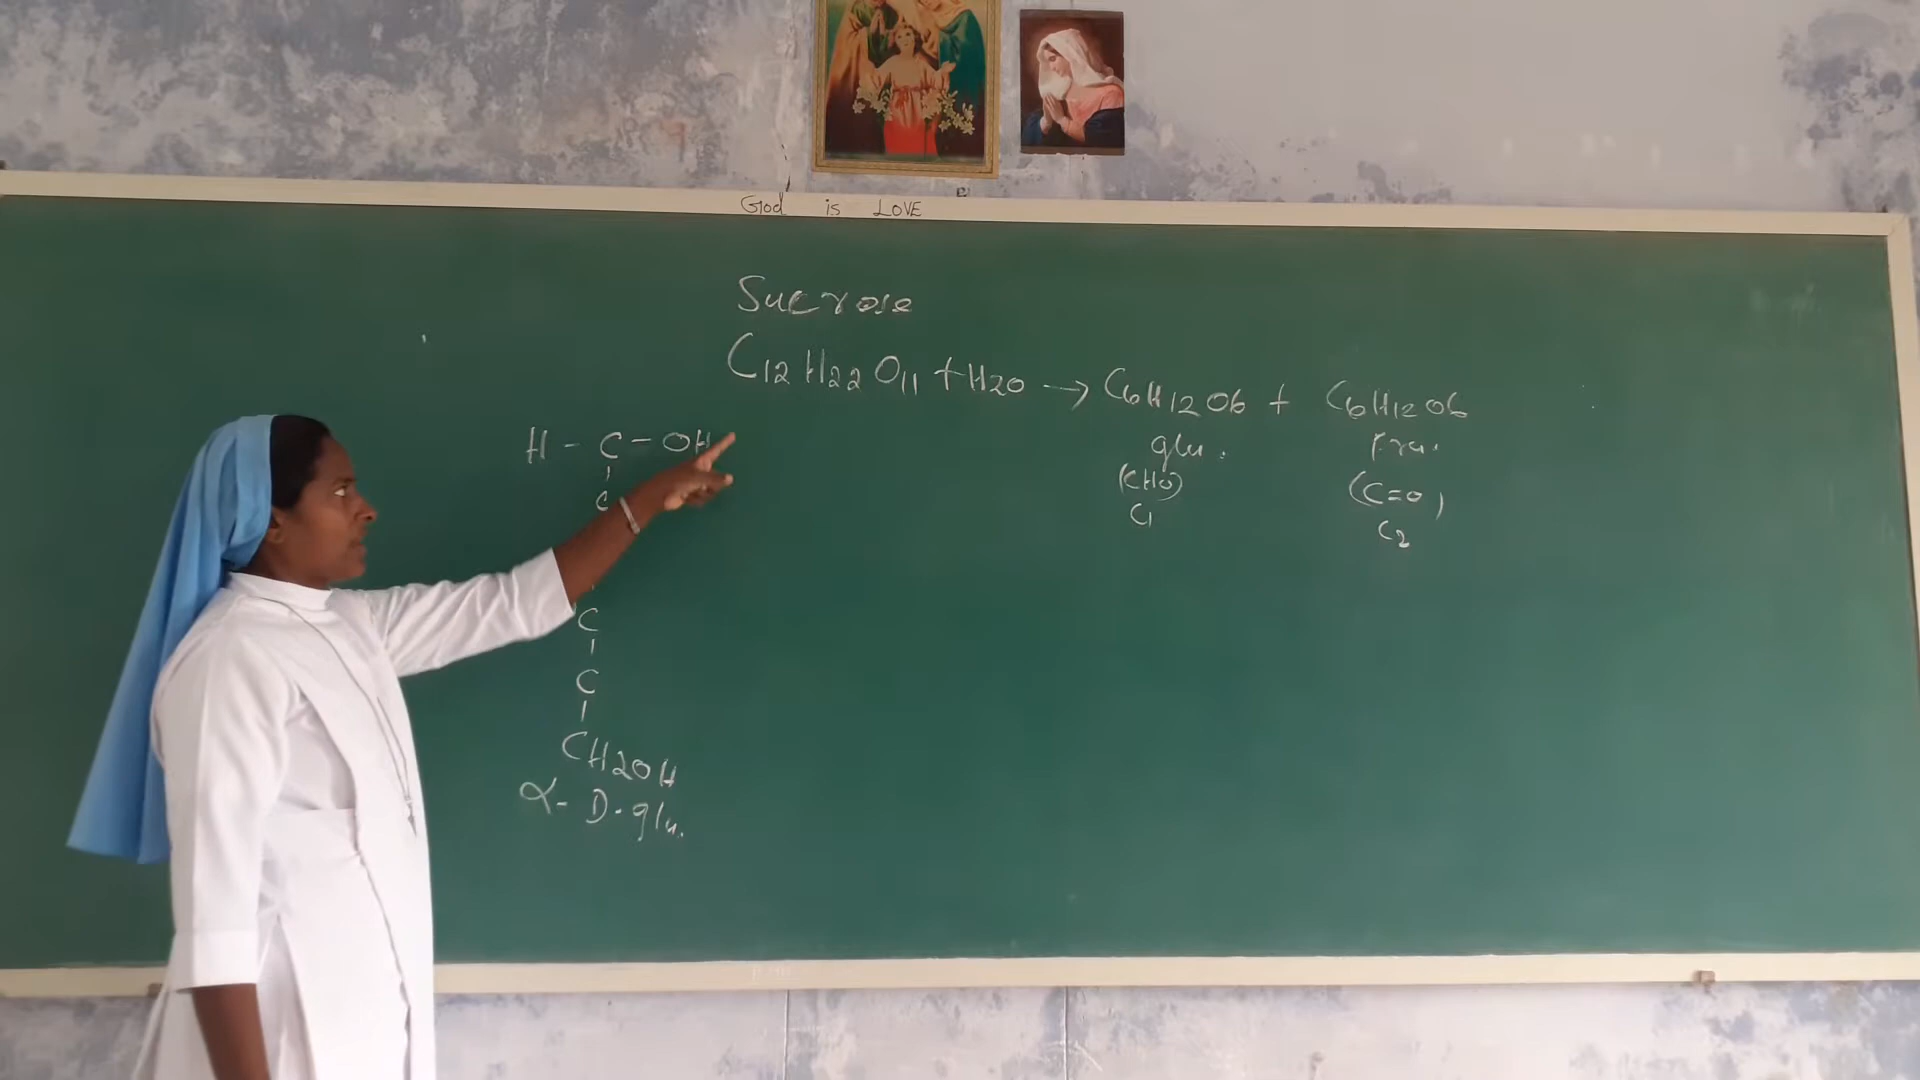 God is LOVE
Sucrose
C12H22O11 + H2O → C6H12O6 + C6H12O6
glu. Fru.
(CHO) (C=O)
C1 C2
H - C - OH
C
C
C
CH2OH
α- D-glu.